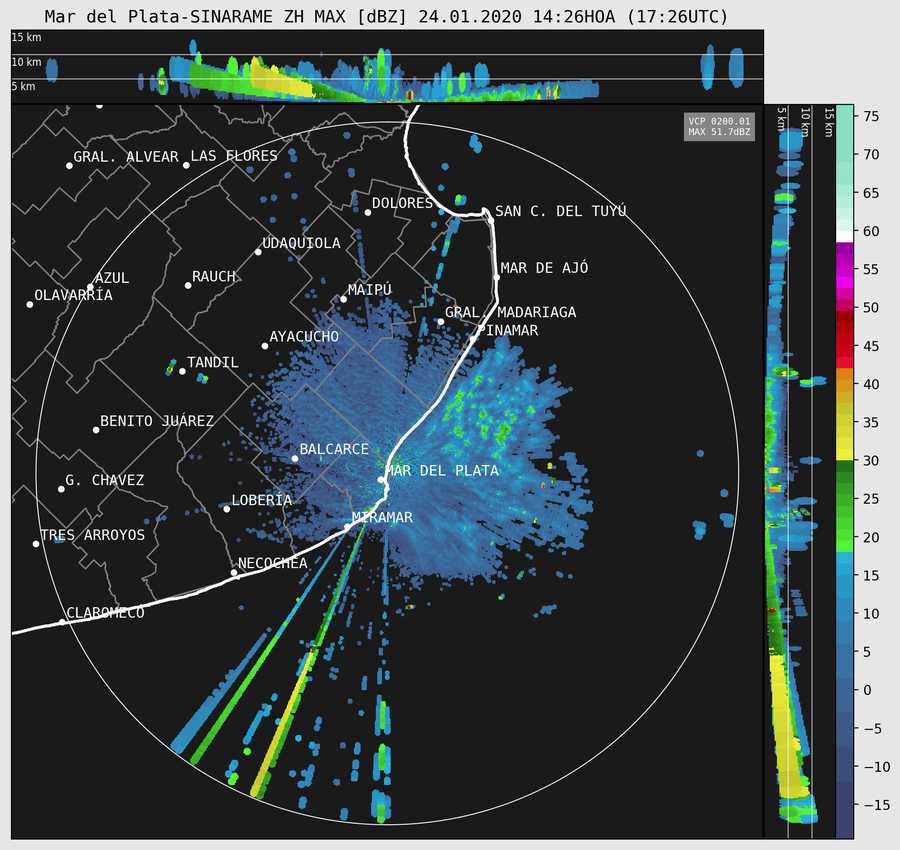 Mar del Plata-SINARAME ZH MAX [dBZ] 24.01.2020 14:26HOA (17:26UTC)
15 km
10 km
5 km
VCP 0200.01
MAX 51.7dBZ
5 km
10 km
15 km
GRAL. ALVEAR
LAS FLORES
DOLORES
SAN C. DEL TUYÚ
UDAQUIOLA
MAR DE AJÓ
AZUL
RAUCH
OLAVARRÍA
MAIPÚ
GRAL. MADARIAGA
PINAMAR
AYACUCHO
TANDIL
BENITO JUÁREZ
BALCARCE
MAR DEL PLATA
G. CHAVEZ
LOBERÍA
MIRAMAR
TRES ARROYOS
NECOCHEA
CLAROMECÓ
75
70
65
60
55
50
45
40
35
30
25
20
15
10
5
0
−5
−10
−15